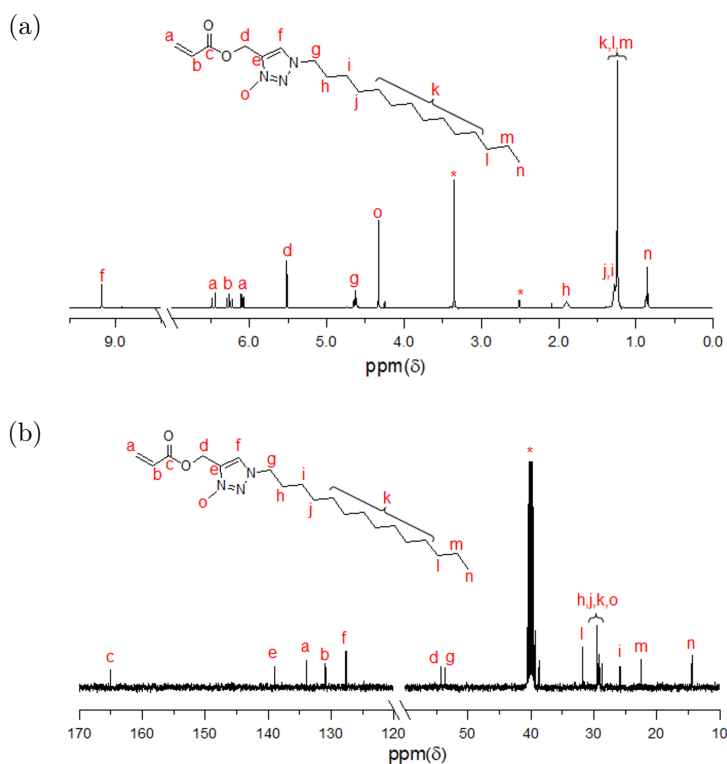 (a)
a
b
c
O
O
d
e
f
N
N
N
o
g
h
i
j
k
l
m
n
f
a
b
a
d
g
o
*
*
h
j,i
k,l,m
n
9.0 6.0 5.0 4.0 3.0 2.0 1.0 0.0
ppm(δ)
(b)
a
b
c
O
O
d
e
f
N
N
N
o
g
h
i
j
k
l
m
n
c
e
a
b
f
d
g
*
l
h,j,k,o
i
m
n
170 160 150 140 130 120 50 40 30 20 10
ppm(δ)